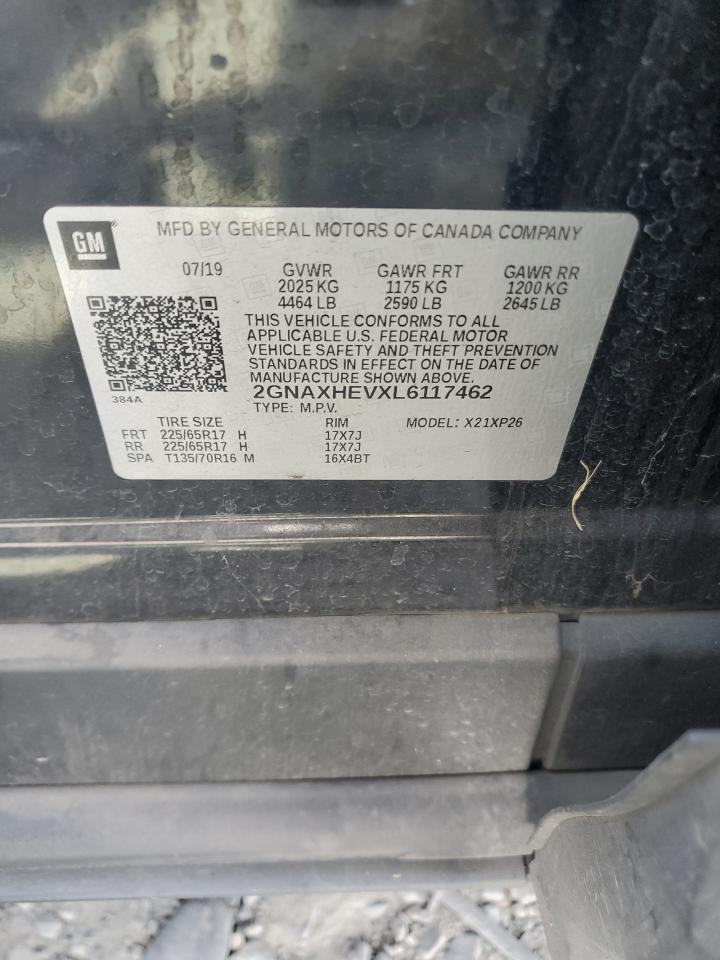 GM
MFD BY GENERAL MOTORS OF CANADA COMPANY
07/19 GVWR GAWR FRT GAWR RR
2025 KG 1175 KG 1200 KG
4464 LB 2590 LB 2645 LB
THIS VEHICLE CONFORMS TO ALL
APPLICABLE U.S. FEDERAL MOTOR
VEHICLE SAFETY AND THEFT PREVENTION
STANDARDS IN EFFECT ON THE DATE OF
MANUFACTURE SHOWN ABOVE.
384A 2GNAXHEVXL6117462
TYPE: M.P.V.
TIRE SIZE RIM MODEL: X21XP26
FRT 225/65R17 H 17X7J
RR 225/65R17 H 17X7J
SPA T135/70R16 M 16X4BT